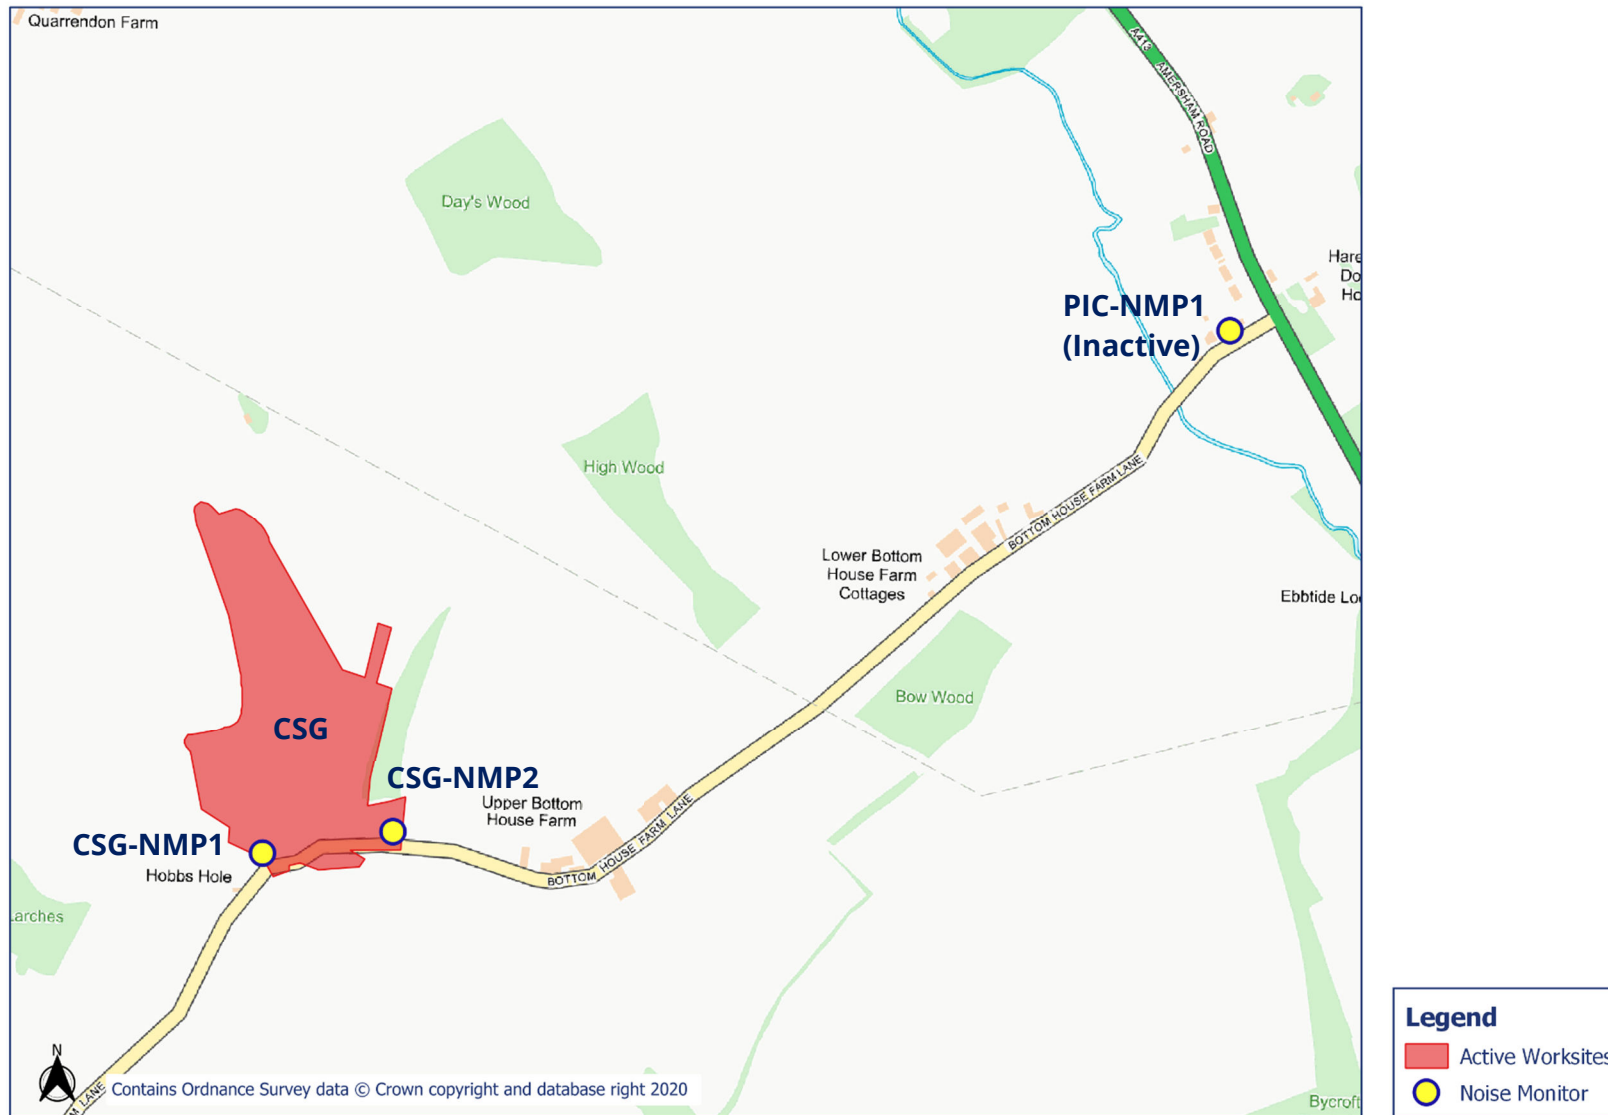 Quarrendon Farm
A413
AMERSHAM ROAD
Day's Wood
Hare
Do
Ho
PIC-NMP1
(Inactive)
High Wood
BOTTOM HOUSE FARM LANE
Lower Bottom
House Farm
Cottages
Ebbtide Lo
Bow Wood
CSG
CSG-NMP2
Upper Bottom
House Farm
CSG-NMP1
Hobbs Hole
BOTTOM HOUSE FARM LANE
arches
N
M LANE
Contains Ordnance Survey data © Crown copyright and database right 2020
Bycroft
Legend
Active Worksites
Noise Monitor